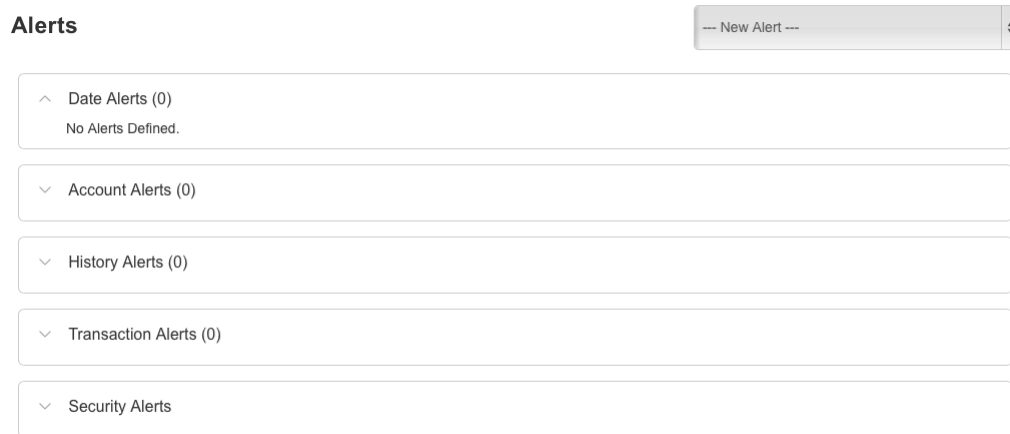 Alerts
--- New Alert ---
Date Alerts (0)
No Alerts Defined.
Account Alerts (0)
History Alerts (0)
Transaction Alerts (0)
Security Alerts